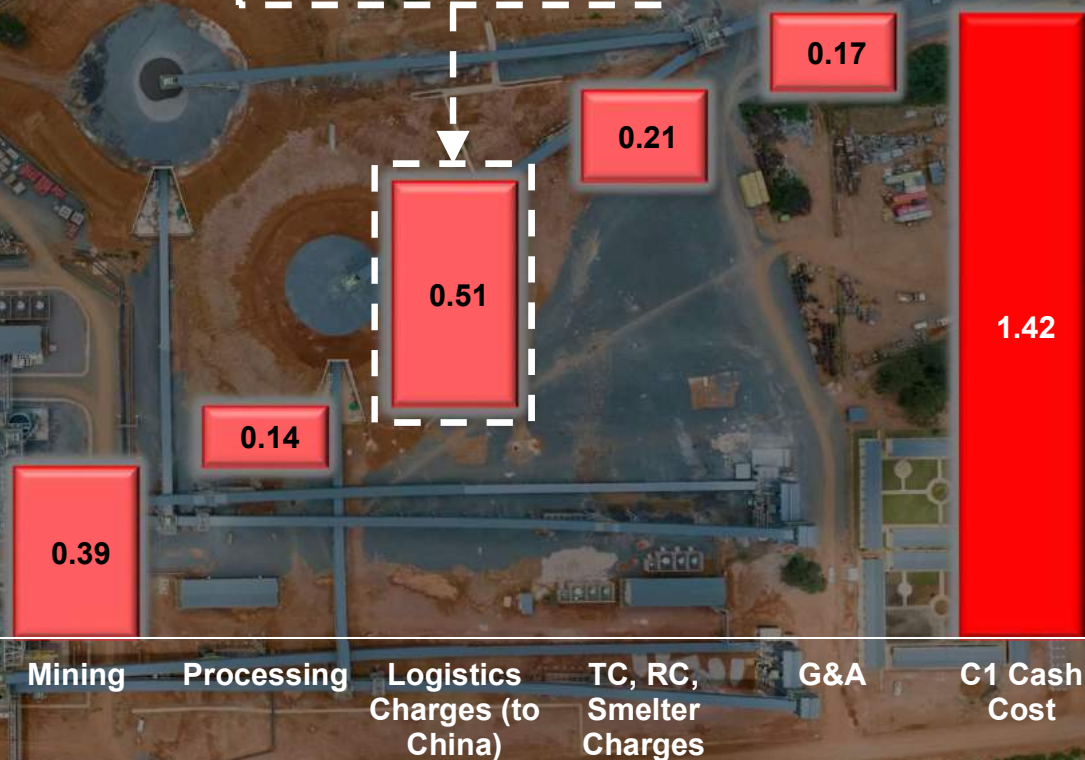 0.17
0.21
0.51
1.42
0.14
0.39
Mining
Processing
Logistics
Charges (to
China)
TC, RC,
Smelter
Charges
G&A
C1 Cash
Cost